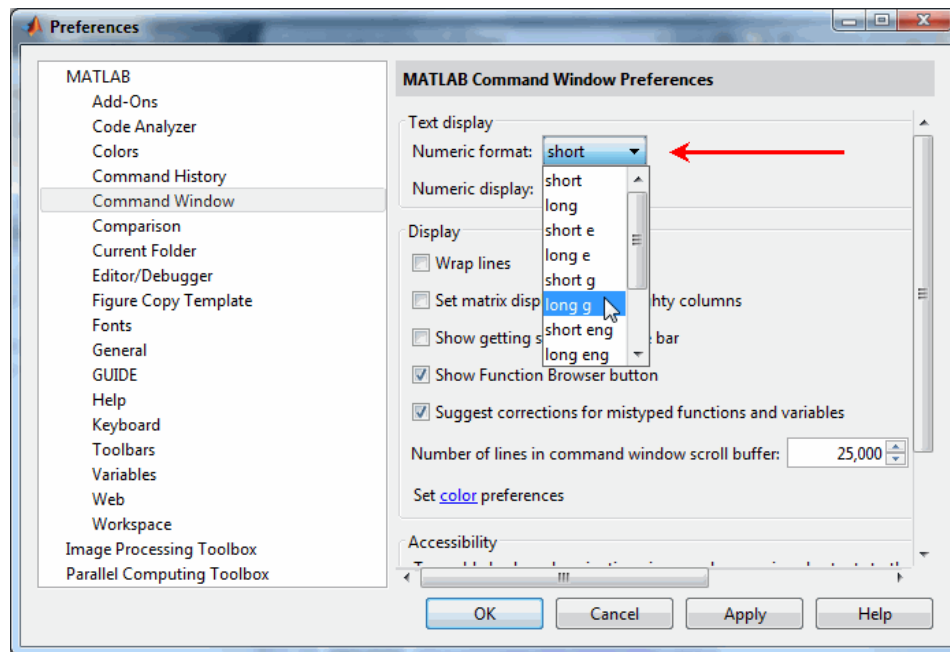 Preferences
MATLAB
Add-Ons
Code Analyzer
Colors
Command History
Command Window
Comparison
Current Folder
Editor/Debugger
Figure Copy Template
Fonts
General
GUIDE
Help
Keyboard
Toolbars
Variables
Web
Workspace
Image Processing Toolbox
Parallel Computing Toolbox
MATLAB Command Window Preferences
Text display
Numeric format: short
Numeric display:
short
long
short e
long e
short g
long g
short eng
long eng
Display
Wrap lines
Set matrix disp hty columns
Show getting s bar
Show Function Browser button
Suggest corrections for mistyped functions and variables
Number of lines in command window scroll buffer: 25,000
Set color preferences
Accessibility
OK Cancel Apply Help